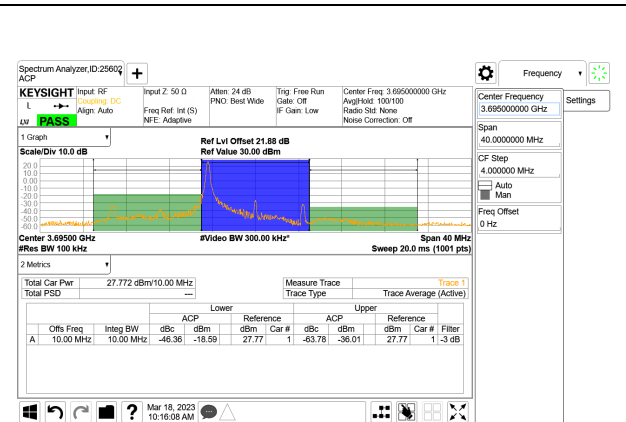 Spectrum Analyzer,ID:25602
ACP
Frequency
KEYSIGHT Input: RF Input Z: 50 Ω Atten: 24 dB Trig: Free Run Center Freq: 3.695000000 GHz
L Coupling: DC PNO: Best Wide Gate: Off Avg|Hold: 100/100
Align: Auto Freq Ref: Int (S) IF Gain: Low Radio Std: None
LXI PASS NFE: Adaptive Noise Correction: Off
Center Frequency
3.695000000 GHz
Settings
Span
40.0000000 MHz
CF Step
4.000000 MHz
Auto
Man
Freq Offset
0 Hz
1 Graph
Ref Lvl Offset 21.88 dB
Scale/Div 10.0 dB Ref Value 30.00 dBm
20.0
10.0
0.00
-10.0
-20.0
-30.0
-40.0
-50.0
-60.0
Center 3.69500 GHz #Video BW 300.00 kHz* Span 40 MHz
#Res BW 100 kHz Sweep 20.0 ms (1001 pts)
2 Metrics
Total Car Pwr 27.772 dBm/10.00 MHz Measure Trace Trace 1
Total PSD --- Trace Type Trace Average (Active)
Lower Upper
ACP Reference ACP Reference
Offs Freq Integ BW dBc dBm dBm Car # dBc dBm dBm Car # Filter
A 10.00 MHz 10.00 MHz -46.36 -18.59 27.77 1 -63.78 -36.01 27.77 1 -3 dB
Mar 18, 2023
10:16:08 AM